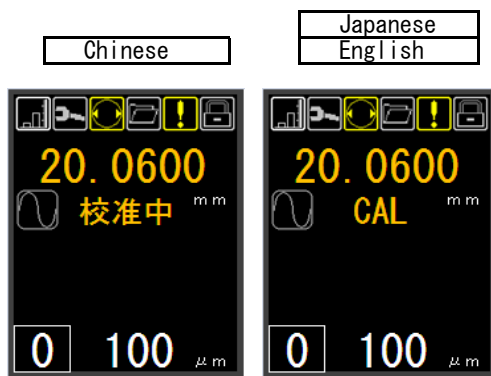 Chinese
Japanese
English
20.0600
mm
校准中
0 100 μm
20.0600
mm
CAL
0 100 μm